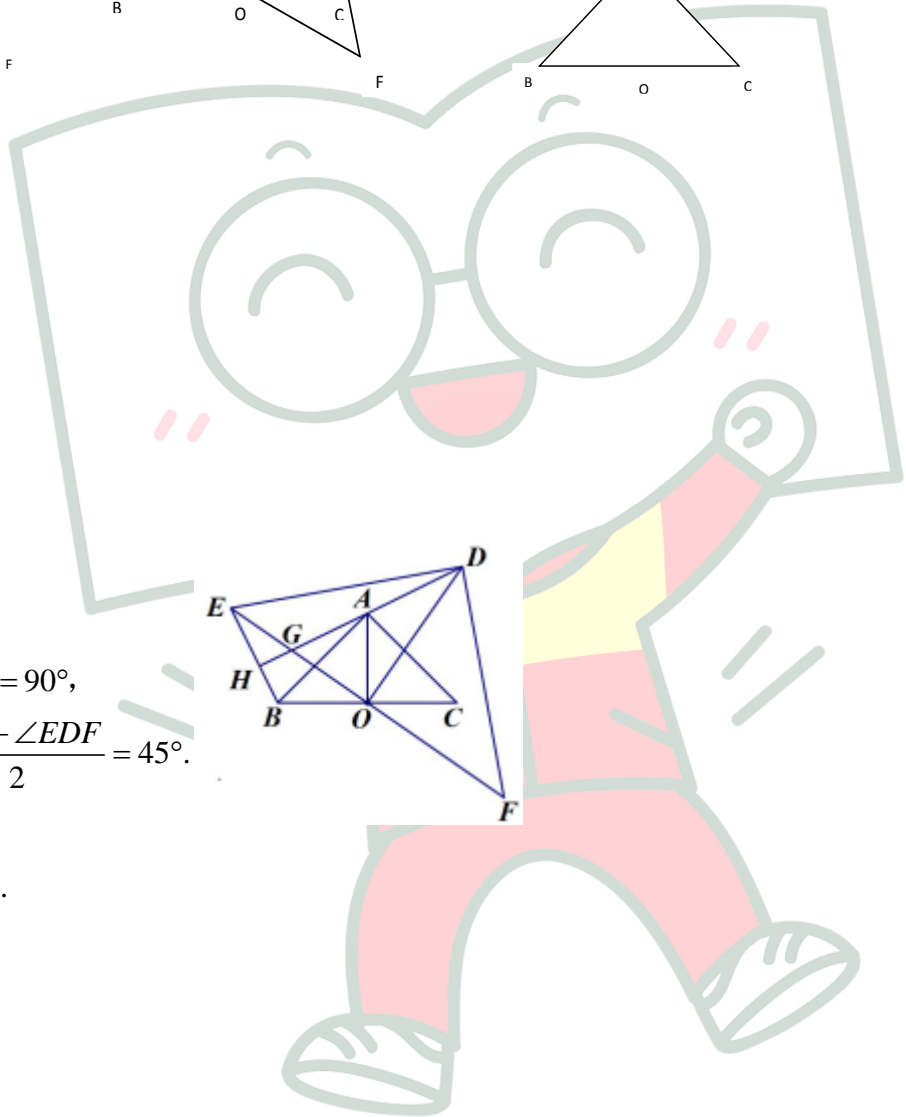 B O C
F
F
B O C
D
E A
G
H
B O C
F
= 90°,
- ∠EDF
——— = 45°.
2
.